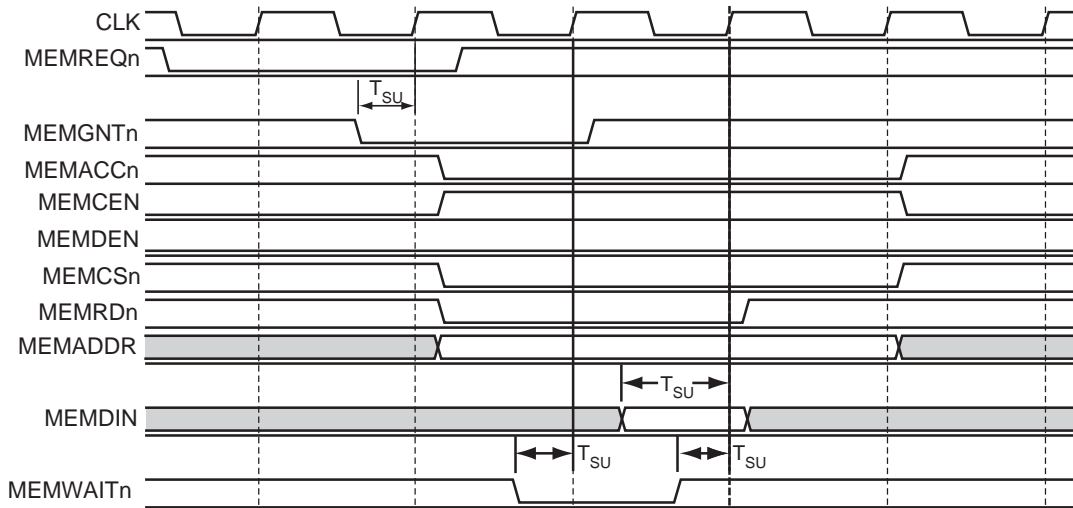 CLK
MEMREQn
TSU
MEMGNTn
MEMACCn
MEMCEN
MEMDEN
MEMCSn
MEMRDn
MEMADDR
TSU
MEMDIN
TSU
TSU
MEMWAITn